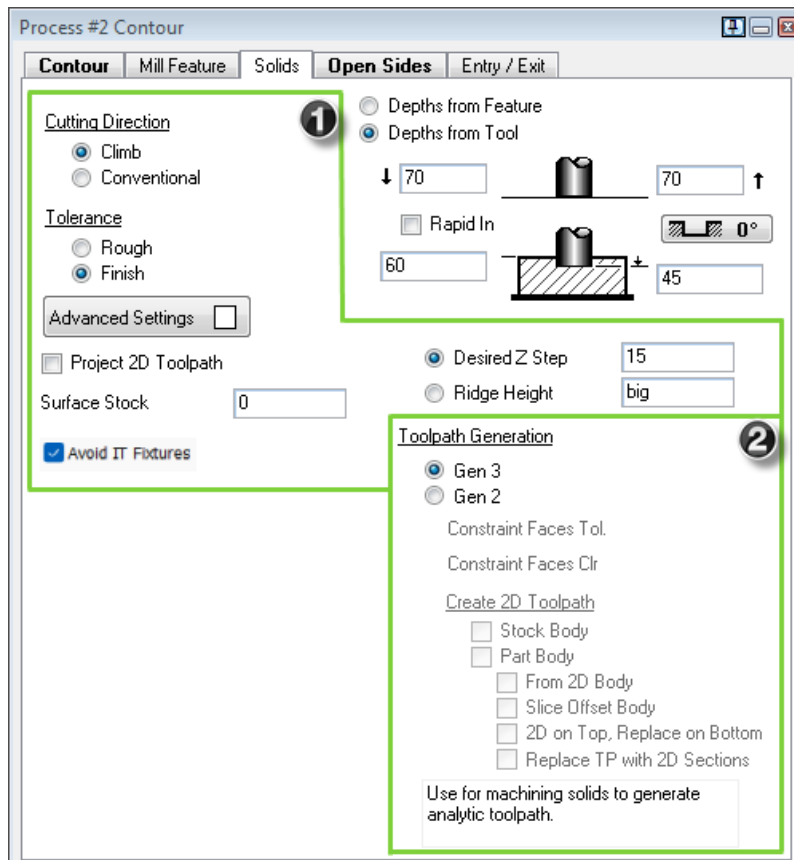 Process #2 Contour
Contour Mill Feature Solids Open Sides Entry / Exit
1
Cutting Direction
Climb
Conventional
Tolerance
Rough
Finish
Advanced Settings
Project 2D Toolpath
Surface Stock 0
Avoid IT Fixtures
Depths from Feature
Depths from Tool
70 70
Rapid In 0°
60 45
Desired Z Step 15
Ridge Height big
2
Toolpath Generation
Gen 3
Gen 2
Constraint Faces Tol.
Constraint Faces Clr
Create 2D Toolpath
Stock Body
Part Body
From 2D Body
Slice Offset Body
2D on Top, Replace on Bottom
Replace TP with 2D Sections
Use for machining solids to generate
analytic toolpath.